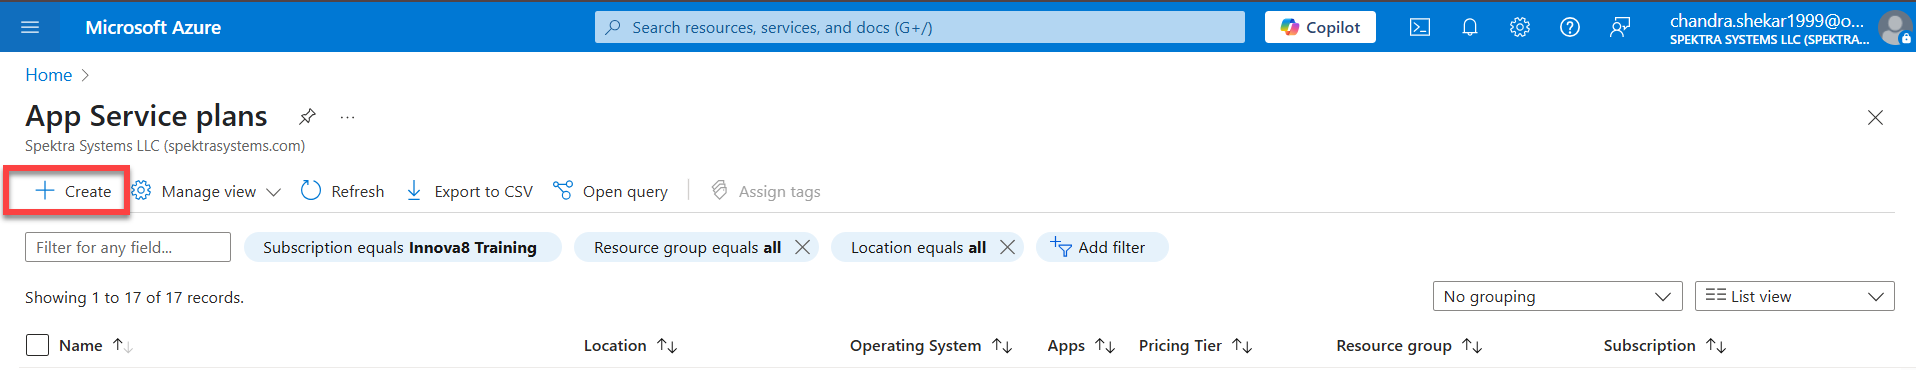 Microsoft Azure
Search resources, services, and docs (G+/)
Copilot
chandra.shekar1999@o...
SPEKTRA SYSTEMS LLC (SPEKTRA...
Home
App Service plans
...
Spektra Systems LLC (spektrasystems.com)
Create
Manage view
Refresh
Export to CSV
Open query
Assign tags
Filter for any field...
Subscription equals Innova8 Training
Resource group equals all
Location equals all
Add filter
Showing 1 to 17 of 17 records.
No grouping
List view
Name
Location
Operating System
Apps
Pricing Tier
Resource group
Subscription